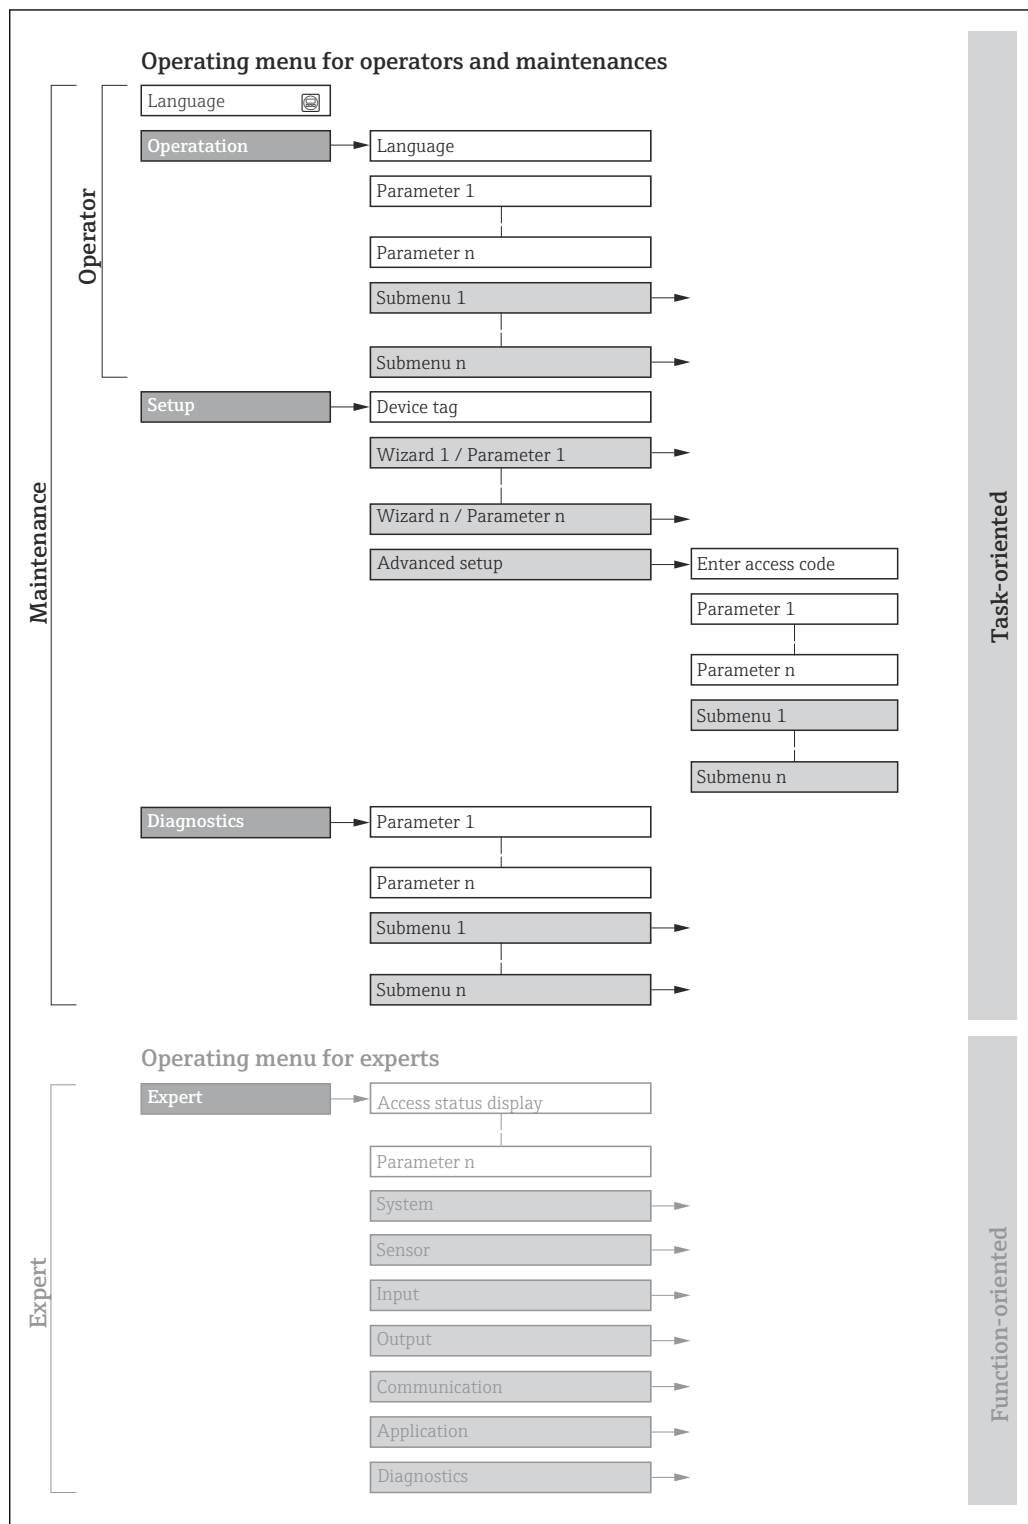 Operating menu for operators and maintenances
Language
Operatation
Language
Parameter 1
Parameter n
Submenu 1
Submenu n
Operator
Setup
Device tag
Wizard 1 / Parameter 1
Wizard n / Parameter n
Advanced setup
Enter access code
Parameter 1
Parameter n
Submenu 1
Submenu n
Maintenance
Task-oriented
Diagnostics
Parameter 1
Parameter n
Submenu 1
Submenu n
Operating menu for experts
Expert
Access status display
Parameter n
System
Sensor
Input
Output
Communication
Application
Diagnostics
Expert
Function-oriented